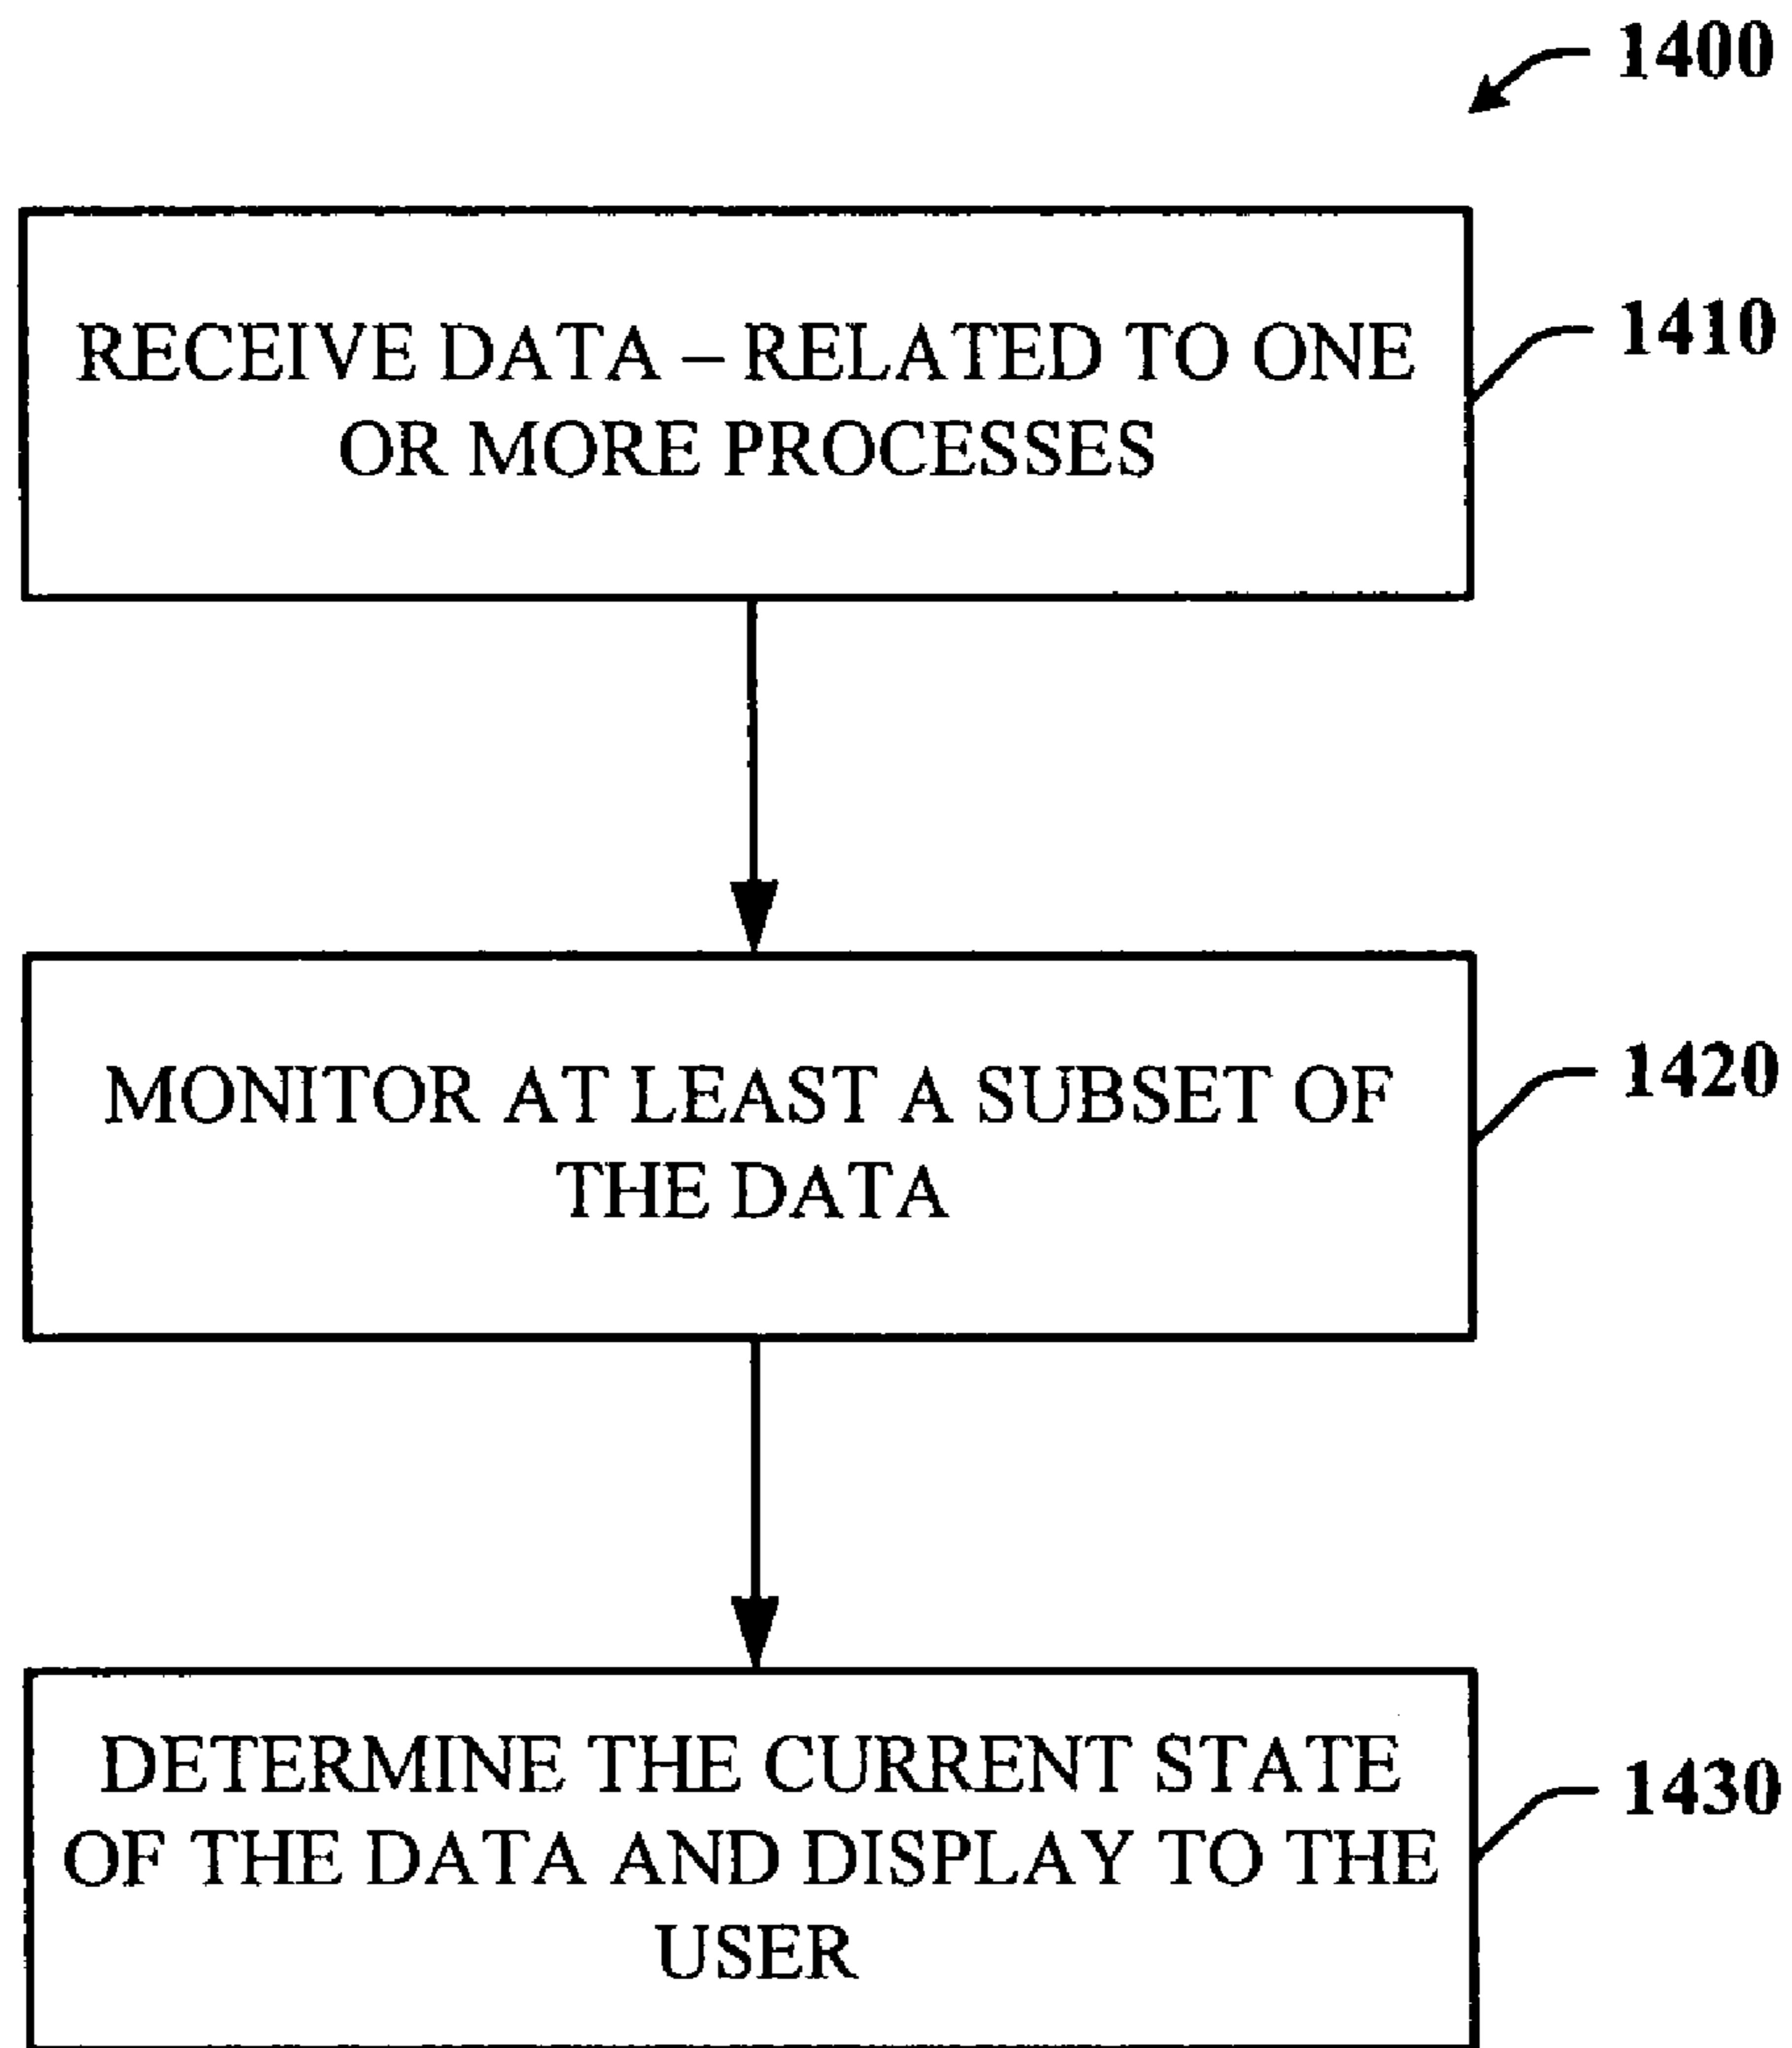 1400
RECEIVE DATA – RELATED TO ONE
OR MORE PROCESSES
1410
MONITOR AT LEAST A SUBSET OF
THE DATA
1420
DETERMINE THE CURRENT STATE
OF THE DATA AND DISPLAY TO THE
USER
1430